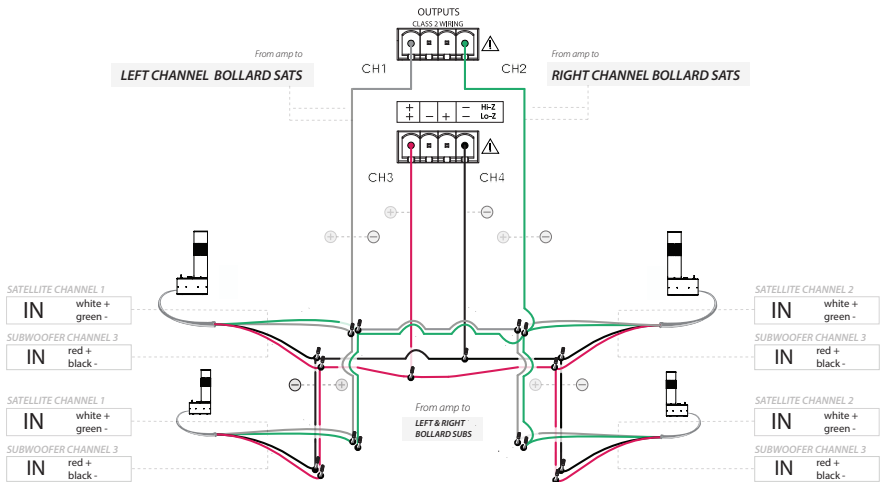 OUTPUTS
CLASS 2 WIRING
From amp to
LEFT CHANNEL BOLLARD SATS
CH1
CH2
From amp to
RIGHT CHANNEL BOLLARD SATS
+ − Hi-Z
+ − + − Lo-Z
CH3
CH4
+ −
+ −
+ −
SATELLITE CHANNEL 1
IN white +
green -
SUBWOOFER CHANNEL 3
IN red +
black -
SATELLITE CHANNEL 2
IN white +
green -
SUBWOOFER CHANNEL 3
IN red +
black -
− +
+ −
SATELLITE CHANNEL 1
IN white +
green -
SUBWOOFER CHANNEL 3
IN red +
black -
From amp to
LEFT & RIGHT
BOLLARD SUBS
SATELLITE CHANNEL 2
IN white +
green -
SUBWOOFER CHANNEL 3
IN red +
black -